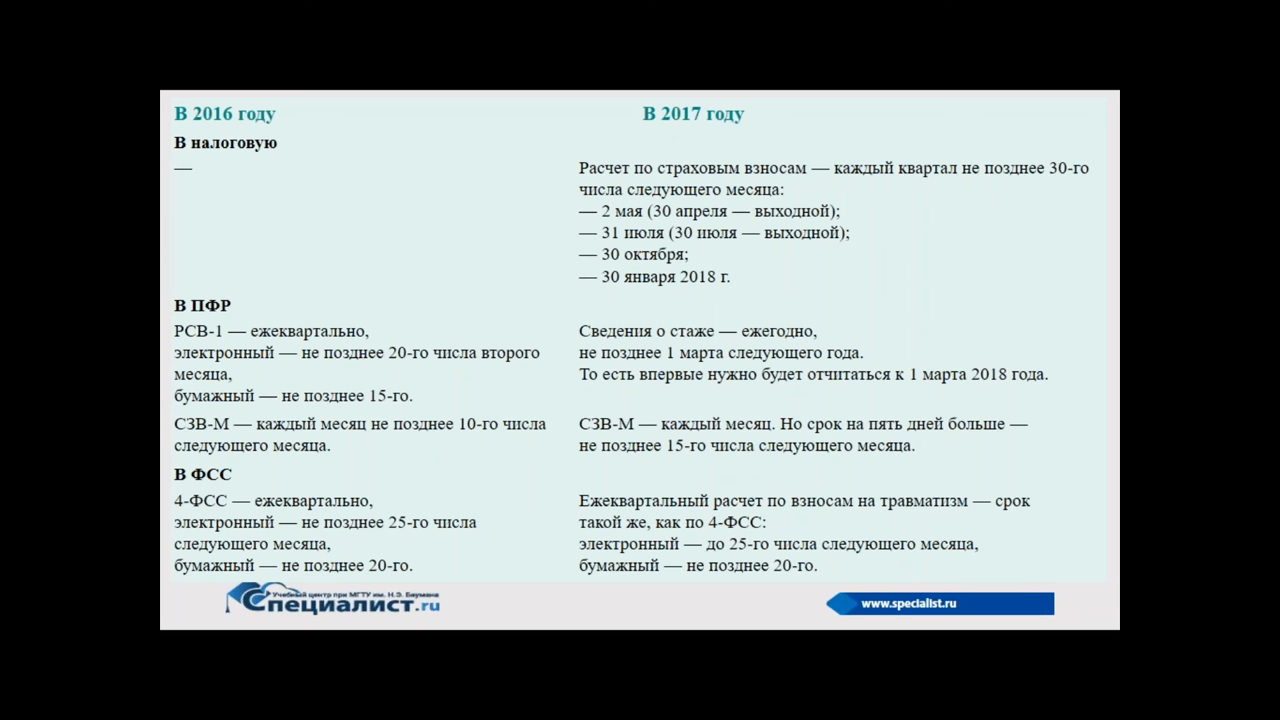 В 2016 году
В 2017 году
В налоговую
—
Расчет по страховым взносам — каждый квартал не позднее 30-го
числа следующего месяца:
— 2 мая (30 апреля — выходной);
— 31 июля (30 июля — выходной);
— 30 октября;
— 30 января 2018 г.
В ПФР
РСВ-1 — ежеквартально,
электронный — не позднее 20-го числа второго
месяца,
бумажный — не позднее 15-го.
Сведения о стаже — ежегодно,
не позднее 1 марта следующего года.
То есть впервые нужно будет отчитаться к 1 марта 2018 года.
СЗВ-М — каждый месяц не позднее 10-го числа
следующего месяца.
СЗВ-М — каждый месяц. Но срок на пять дней больше —
не позднее 15-го числа следующего месяца.
В ФСС
4-ФСС — ежеквартально,
электронный — не позднее 25-го числа
следующего месяца,
бумажный — не позднее 20-го.
Ежеквартальный расчет по взносам на травматизм — срок
такой же, как по 4-ФСС:
электронный — до 25-го числа следующего месяца,
бумажный — не позднее 20-го.
Учебный центр при МГТУ им. Н.Э. Баумана
Специалист.ru
www.specialist.ru